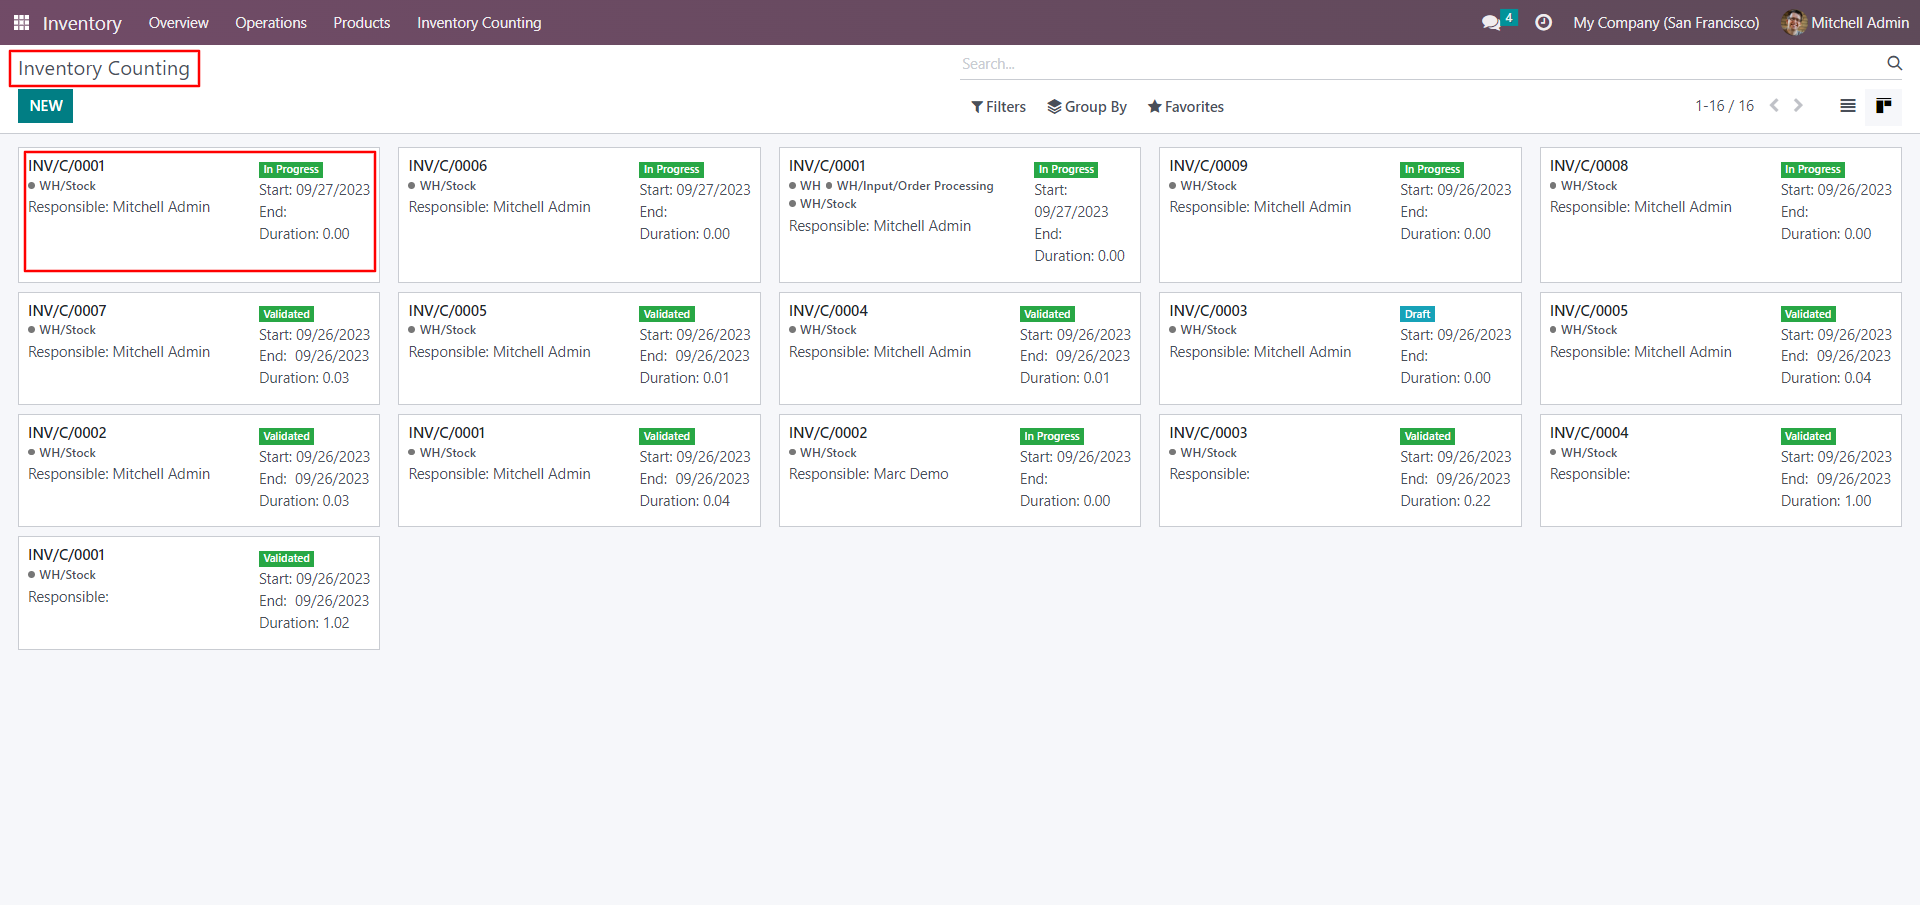 Inventory Overview Operations Products Inventory Counting 4 My Company (San Francisco) Mitchell Admin
Inventory Counting
Search...
NEW
Filters Group By Favorites 1-16 / 16
INV/C/0001
WH/Stock
Responsible: Mitchell Admin
In Progress
Start: 09/27/2023
End:
Duration: 0.00
INV/C/0006
WH/Stock
Responsible: Mitchell Admin
In Progress
Start: 09/27/2023
End:
Duration: 0.00
INV/C/0001
WH WH/Input/Order Processing
WH/Stock
Responsible: Mitchell Admin
In Progress
Start:
09/27/2023
End:
Duration: 0.00
INV/C/0009
WH/Stock
Responsible: Mitchell Admin
In Progress
Start: 09/26/2023
End:
Duration: 0.00
INV/C/0008
WH/Stock
Responsible: Mitchell Admin
In Progress
Start: 09/26/2023
End:
Duration: 0.00
INV/C/0007
WH/Stock
Responsible: Mitchell Admin
Validated
Start: 09/26/2023
End: 09/26/2023
Duration: 0.03
INV/C/0005
WH/Stock
Responsible: Mitchell Admin
Validated
Start: 09/26/2023
End: 09/26/2023
Duration: 0.01
INV/C/0004
WH/Stock
Responsible: Mitchell Admin
Validated
Start: 09/26/2023
End: 09/26/2023
Duration: 0.01
INV/C/0003
WH/Stock
Responsible: Mitchell Admin
Draft
Start: 09/26/2023
End:
Duration: 0.00
INV/C/0005
WH/Stock
Responsible: Mitchell Admin
Validated
Start: 09/26/2023
End: 09/26/2023
Duration: 0.04
INV/C/0002
WH/Stock
Responsible: Mitchell Admin
Validated
Start: 09/26/2023
End: 09/26/2023
Duration: 0.03
INV/C/0001
WH/Stock
Responsible: Mitchell Admin
Validated
Start: 09/26/2023
End: 09/26/2023
Duration: 0.04
INV/C/0002
WH/Stock
Responsible: Marc Demo
In Progress
Start: 09/26/2023
End:
Duration: 0.00
INV/C/0003
WH/Stock
Responsible:
Validated
Start: 09/26/2023
End: 09/26/2023
Duration: 0.22
INV/C/0004
WH/Stock
Responsible:
Validated
Start: 09/26/2023
End: 09/26/2023
Duration: 1.00
INV/C/0001
WH/Stock
Responsible:
Validated
Start: 09/26/2023
End: 09/26/2023
Duration: 1.02